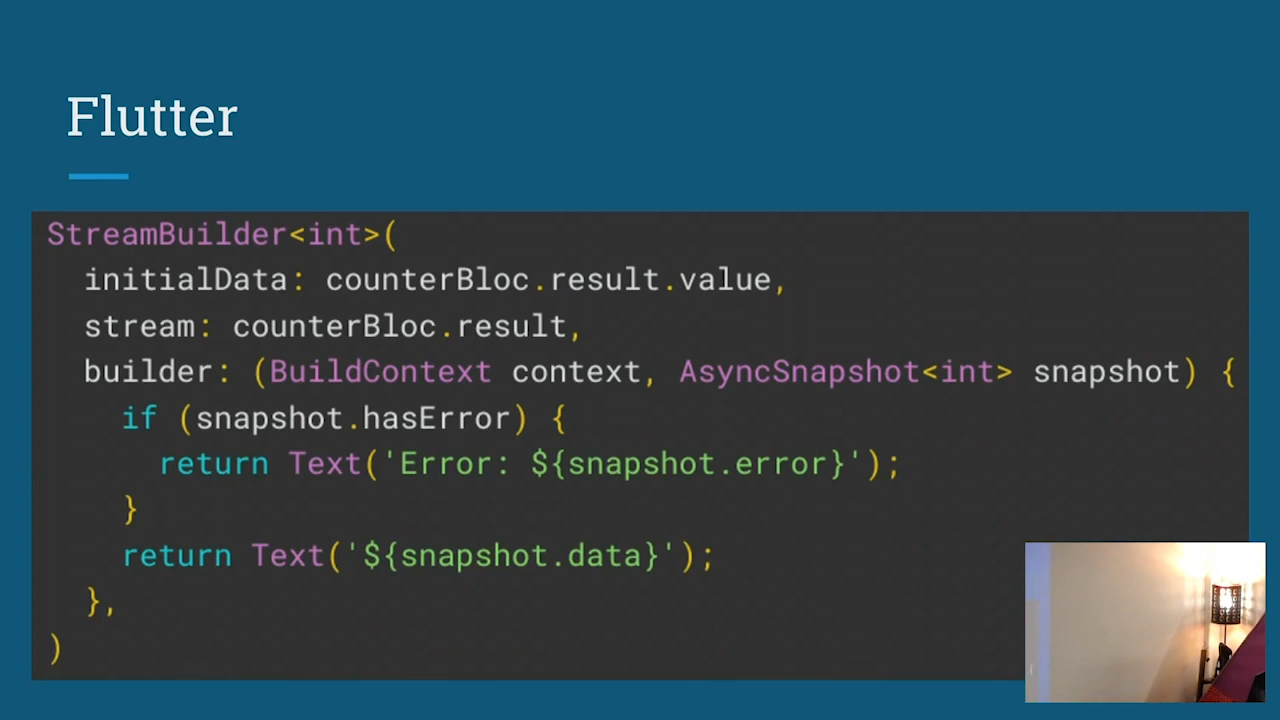 Flutter
StreamBuilder<int>(
  initialData: counterBloc.result.value,
  stream: counterBloc.result,
  builder: (BuildContext context, AsyncSnapshot<int> snapshot) {
    if (snapshot.hasError) {
      return Text('Error: ${snapshot.error}');
    }
    return Text('${snapshot.data}');
  },
)